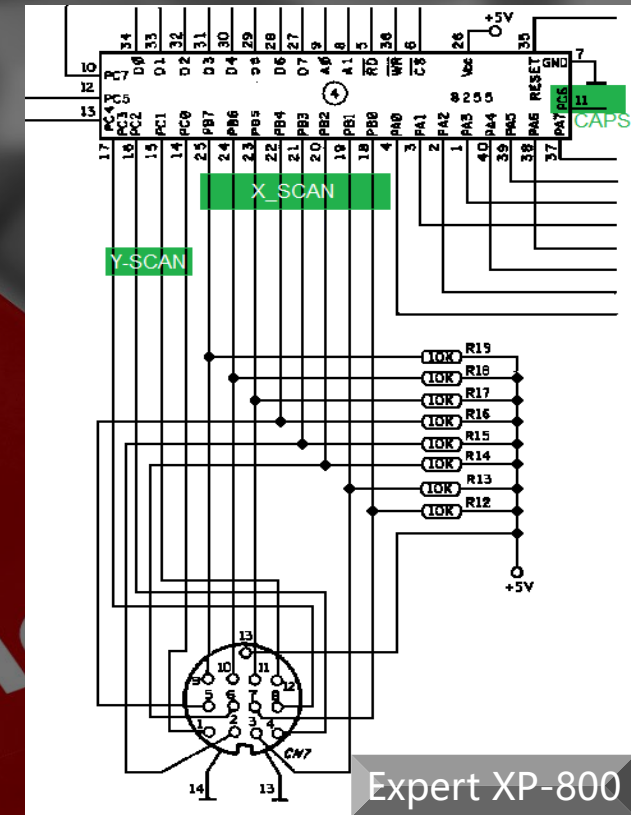 +5V
34 33 32 31 30 29 28 27 9 8 5 36 6 26 35
7
10 PC7 D0 D1 D2 D3 D4 D5 D6 D7 A0 A1 RD WR CS Vcc RESET GND
12 PC5
4
8255
PC6 11
13 PC4
CAPS
PC3 PC2 PC1 PC0 PB7 PB6 PB5 PB4 PB3 PB2 PB1 PB0 PA0 PA1 PA2 PA3 PA4 PA5 PA6 PA7
17 16 15 14 25 24 23 22 21 20 19 18 4 3 2 1 40 39 38 37
X_SCAN
Y-SCAN
10K R19
10K R18
10K R17
10K R16
10K R15
10K R14
10K R13
10K R12
+5V
13
9 10 11 12
5 6 7 8
1 2 3 4
CN7
14 13
Expert XP-800